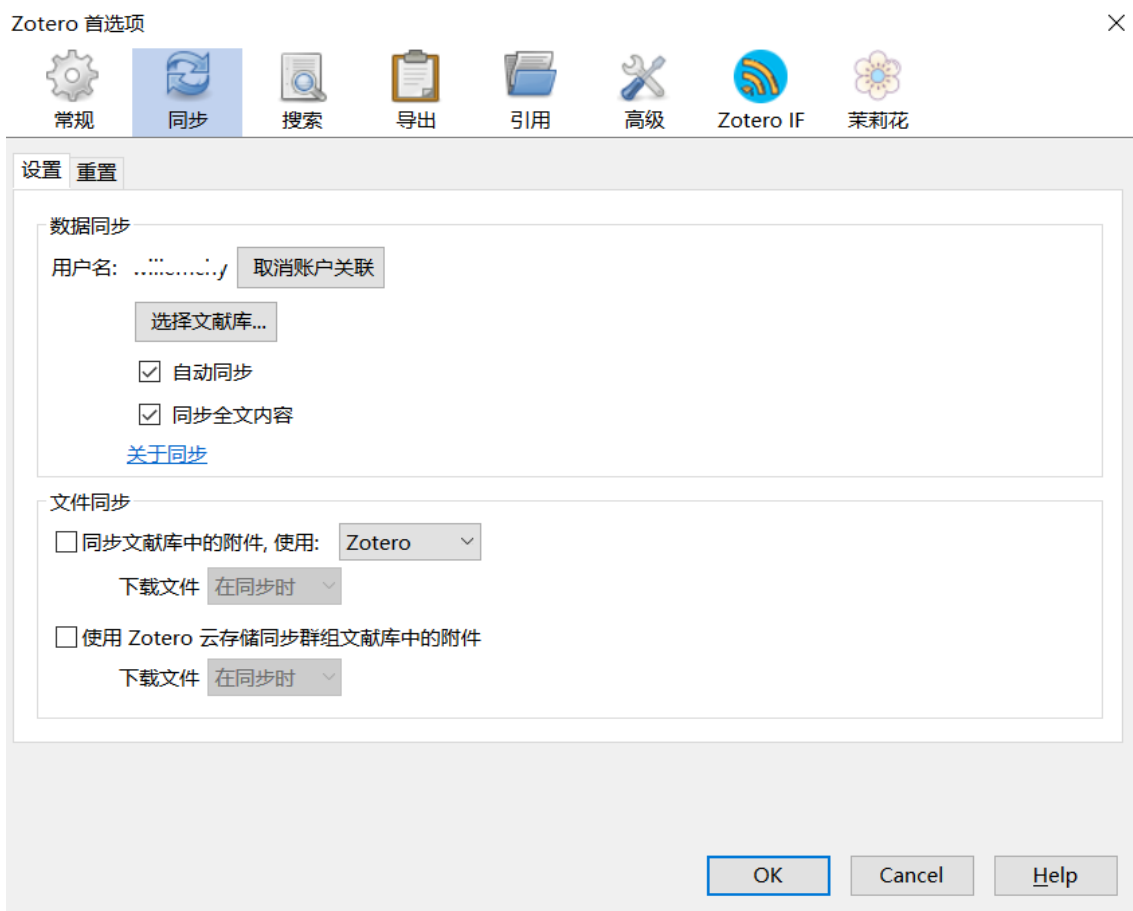 Zotero 首选项
常规 同步 搜索 导出 引用 高级 Zotero IF 茉莉花
设置 重置
数据同步
用户名: 取消账户关联
选择文献库...
自动同步
同步全文内容
关于同步
文件同步
同步文献库中的附件, 使用: Zotero
下载文件 在同步时
使用 Zotero 云存储同步群组文献库中的附件
下载文件 在同步时
OK Cancel Help